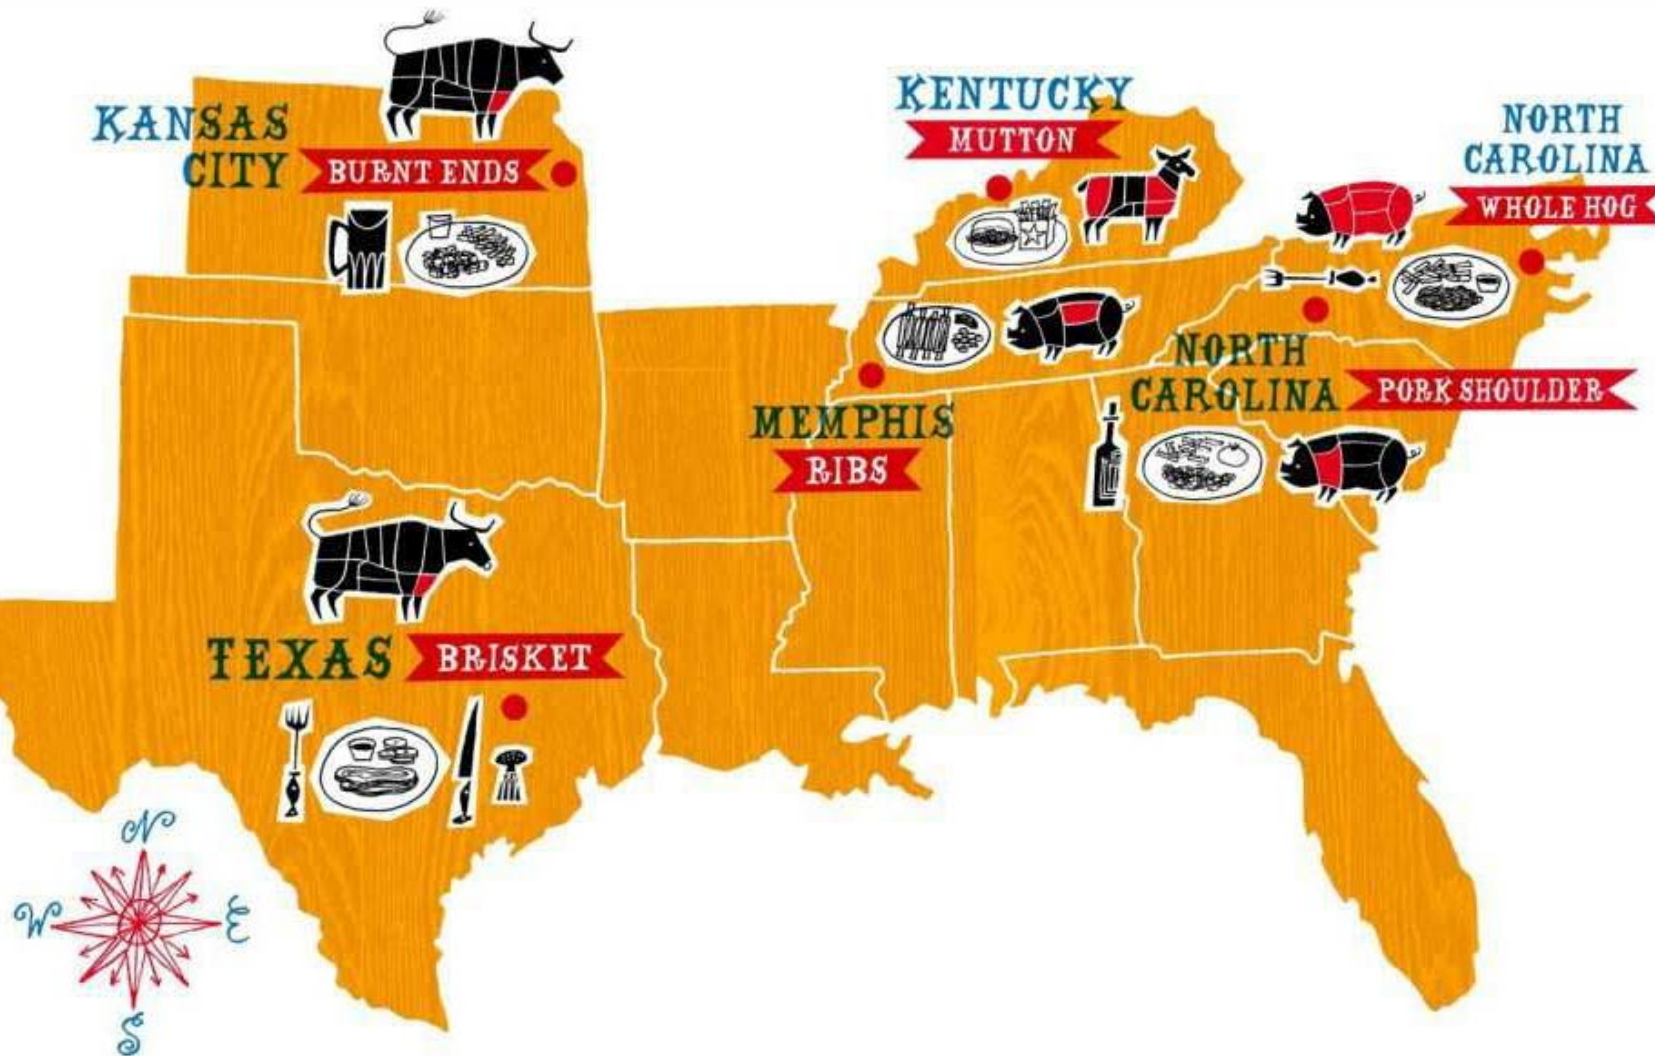 KANSAS
CITY
BURNT ENDS
KENTUCKY
MUTTON
NORTH
CAROLINA
WHOLE HOG
NORTH
CAROLINA
PORK SHOULDER
MEMPHIS
RIBS
TEXAS
BRISKET
N
W
E
S